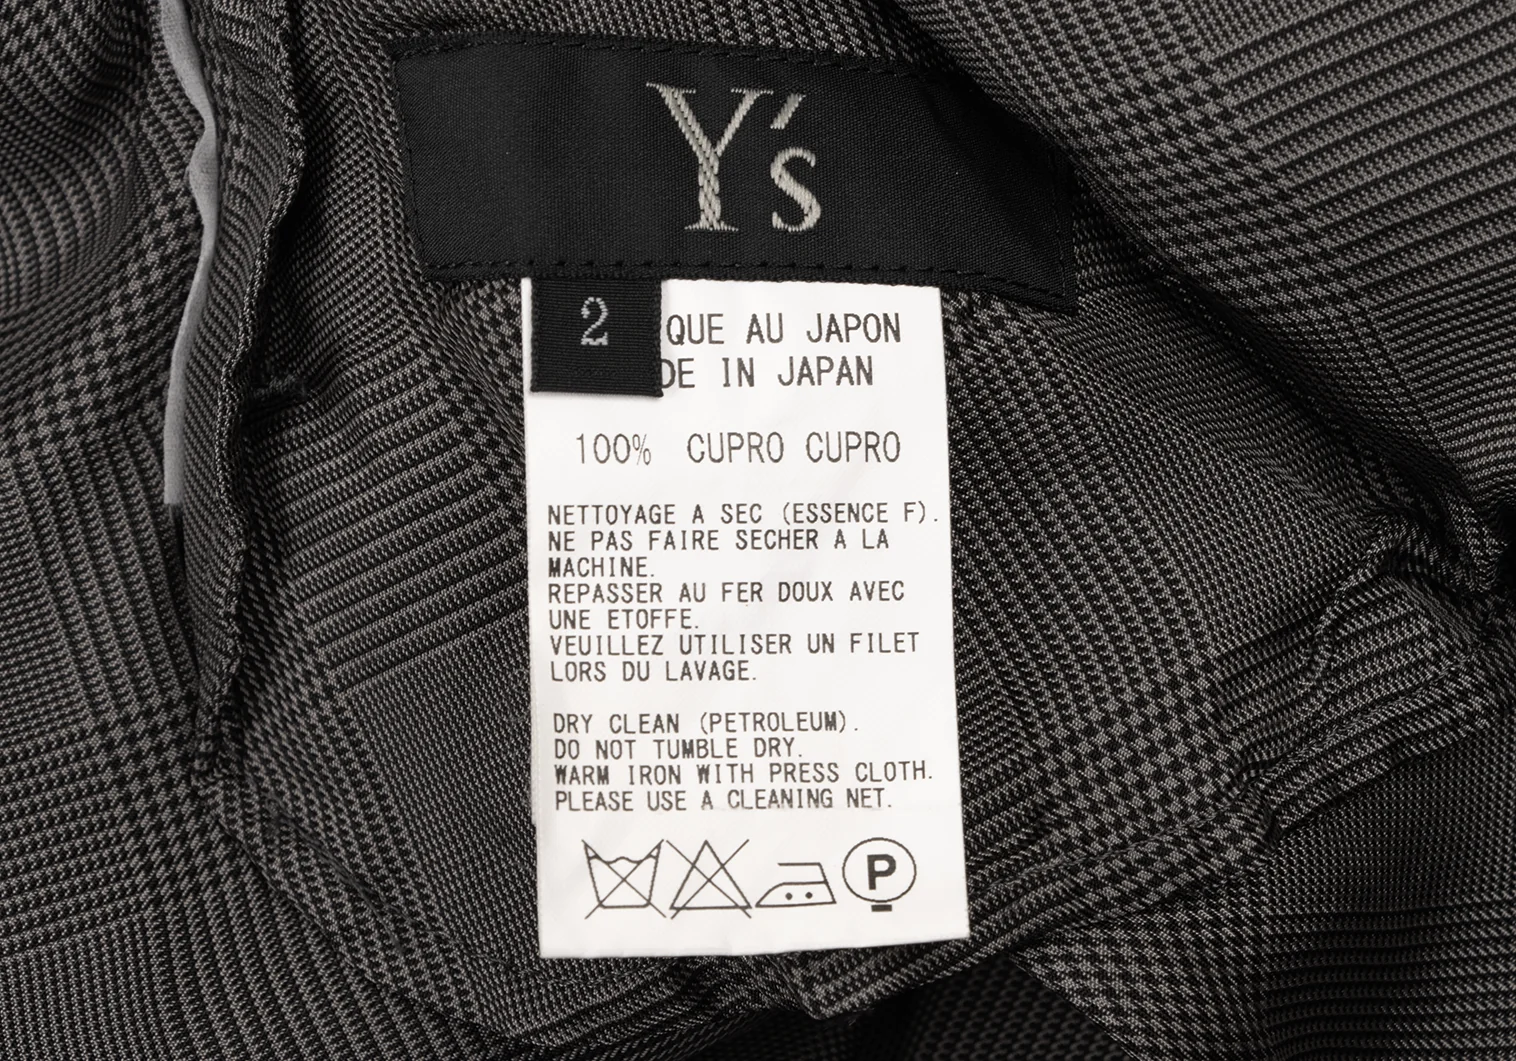 Y's
2
QUE AU JAPON
DE IN JAPAN
100% CUPRO CUPRO
NETTOYAGE A SEC (ESSENCE F).
NE PAS FAIRE SECHER A LA
MACHINE.
REPASSER AU FER DOUX AVEC
UNE ETOFFE.
VEUILLEZ UTILISER UN FILET
LORS DU LAVAGE.
DRY CLEAN (PETROLEUM).
DO NOT TUMBLE DRY.
WARM IRON WITH PRESS CLOTH.
PLEASE USE A CLEANING NET.
P